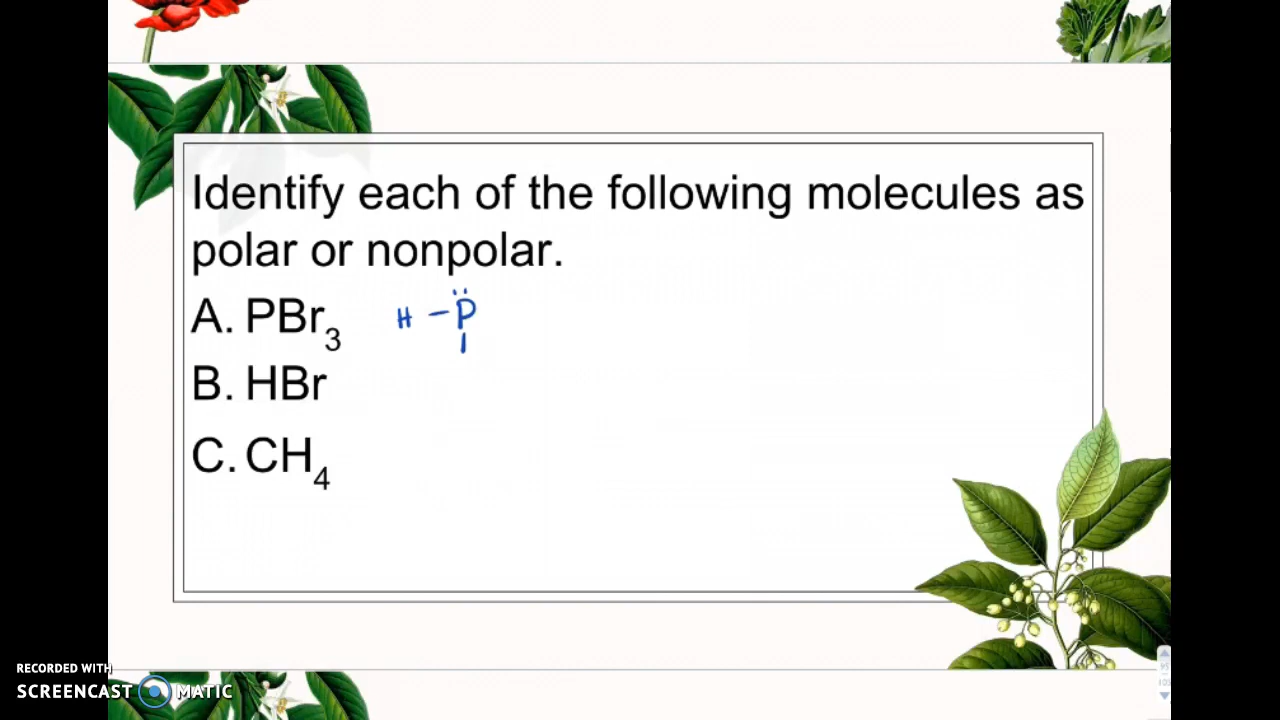 Identify each of the following molecules as
polar or nonpolar.
A. PBr₃ H – P̈
B. HBr
C. CH₄
RECORDED WITH
SCREENCAST MATIC